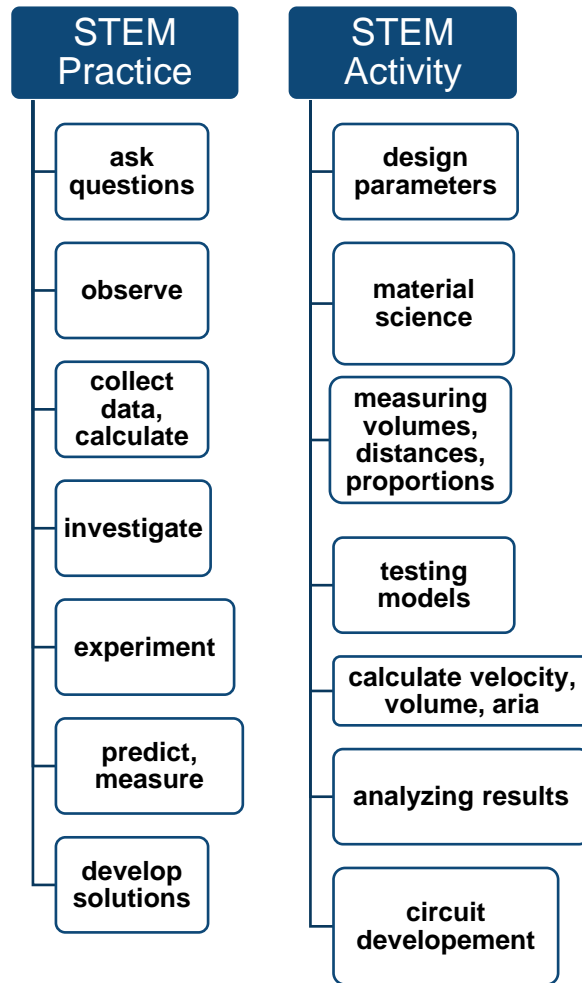 STEM
Practice
ask
questions
observe
collect
data,
calculate
investigate
experiment
predict,
measure
develop
solutions
STEM
Activity
design
parameters
material
science
measuring
volumes,
distances,
proportions
testing
models
calculate velocity,
volume, aria
analyzing results
circuit
developement